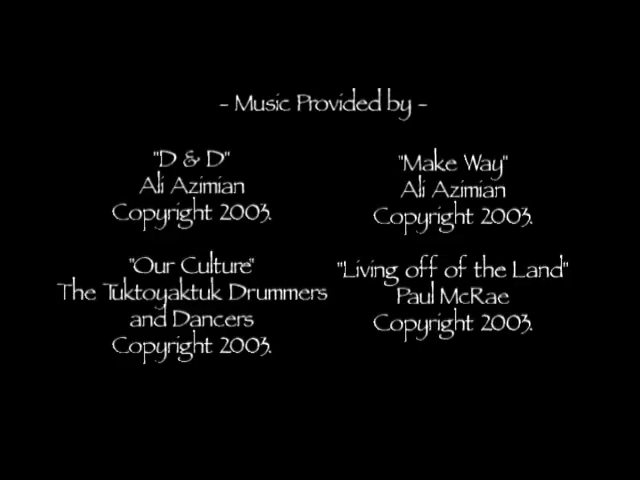 - Music Provided by -
"D & D"
Ali Azimian
Copyright 2003.
"Make Way"
Ali Azimian
Copyright 2003.
"Our Culture"
The Tuktoyaktuk Drummers
and Dancers
Copyright 2003.
"Living off of the Land"
Paul McRae
Copyright 2003.